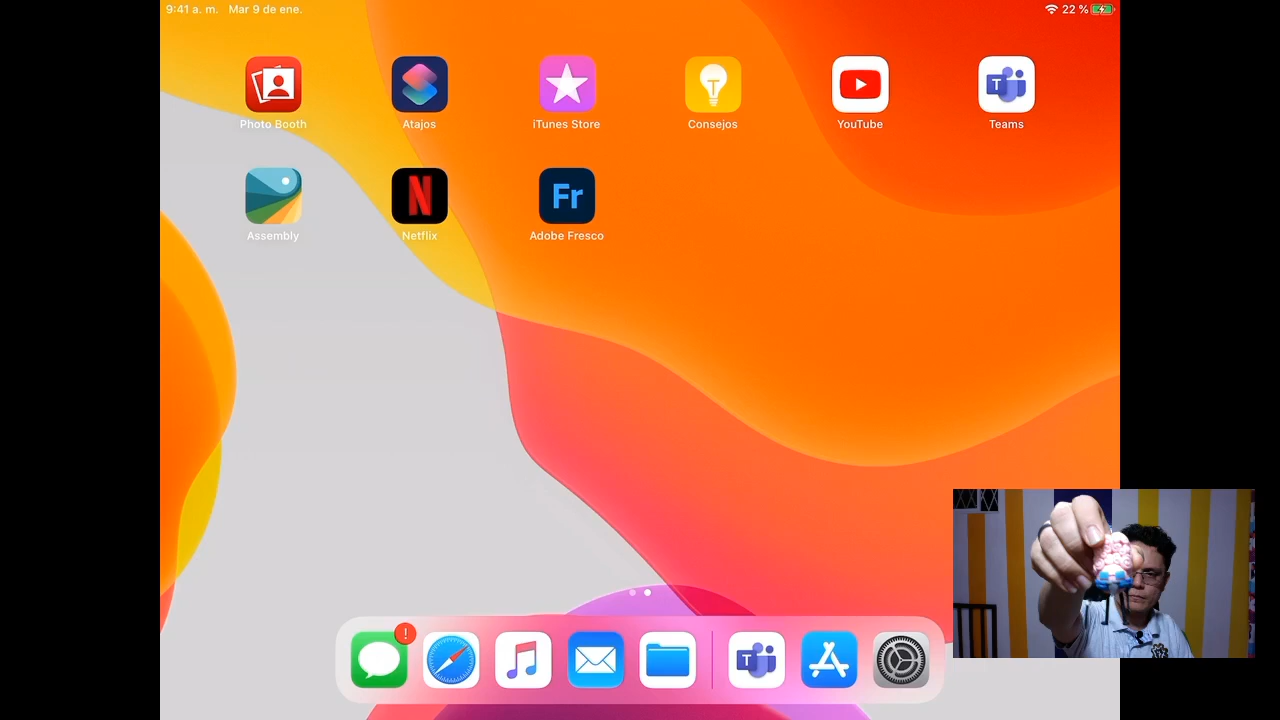 9:41 a. m. Mar 9 de ene. 22 %
Photo Booth Atajos iTunes Store Consejos YouTube Teams
T T
N Fr
Assembly Netflix Adobe Fresco
! T